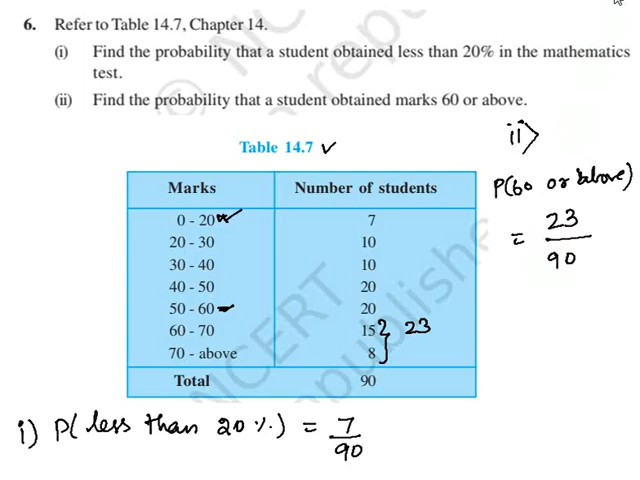 6. Refer to Table 14.7, Chapter 14.
(i) Find the probability that a student obtained less than 20% in the mathematics
test.
(ii) Find the probability that a student obtained marks 60 or above.
Table 14.7
Marks Number of students
0 - 20 7
20 - 30 10
30 - 40 10
40 - 50 20
50 - 60 20
60 - 70 15
70 - above 8
23
Total 90
ii)
P(60 or above)
= 23/90
i) P(less than 20%.) = 7/90
© NCERT
NCERT